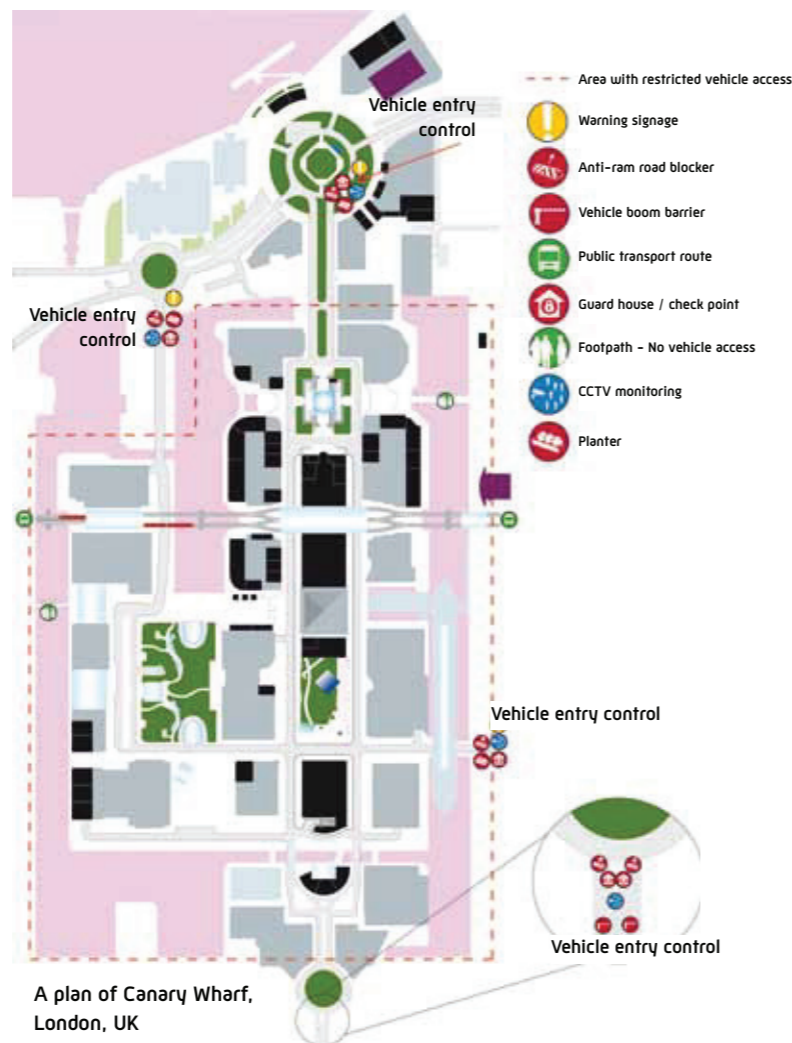 Area with restricted vehicle access
Warning signage
Anti-ram road blocker
Vehicle boom barrier
Public transport route
Guard house / check point
Footpath - No vehicle access
CCTV monitoring
Planter
Vehicle entry
control
Vehicle entry
control
Vehicle entry control
Vehicle entry control
A plan of Canary Wharf,
London, UK